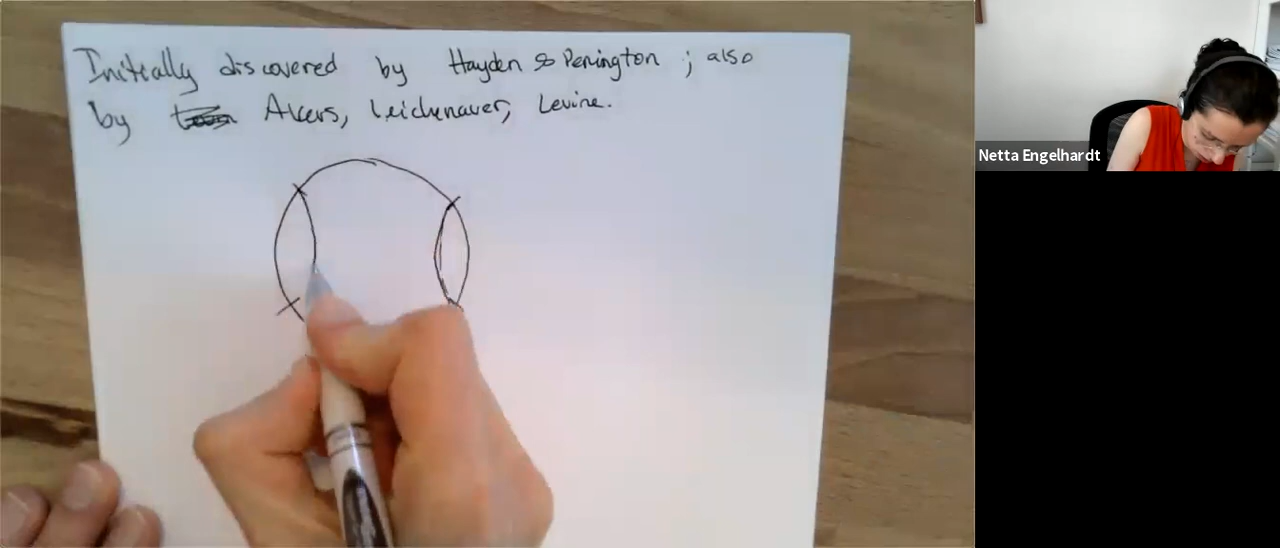 Initially discovered by Hayden & Penington ; also
by Akers, Leichenauer, Levine.
Netta Engelhardt